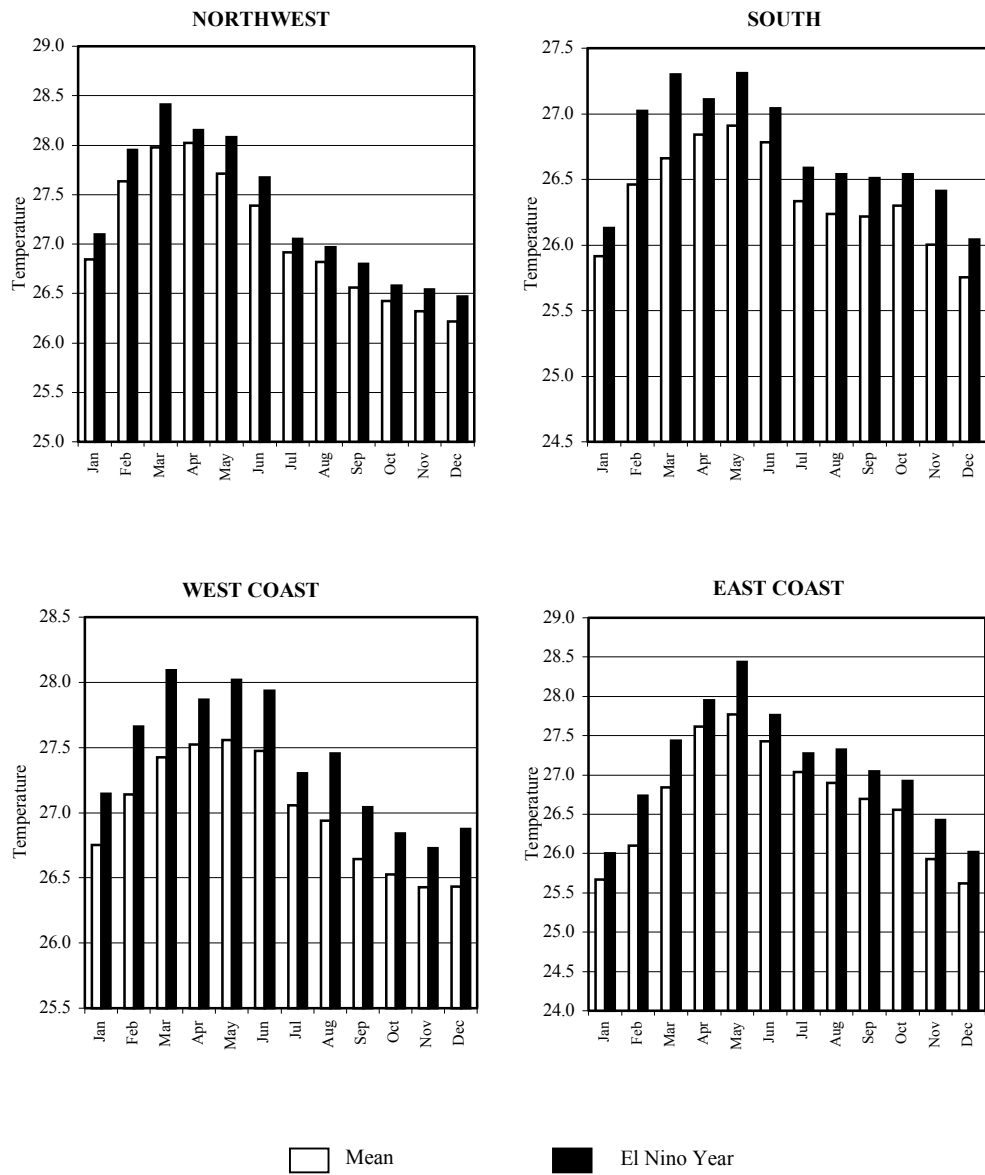 NORTHWEST
29.0
28.5
28.0
27.5
27.0
26.5
26.0
25.5
25.0
Temperature
Jan
Feb
Mar
Apr
May
Jun
Jul
Aug
Sep
Oct
Nov
Dec
SOUTH
27.5
27.0
26.5
26.0
25.5
25.0
24.5
Temperature
Jan
Feb
Mar
Apr
May
Jun
Jul
Aug
Sep
Oct
Nov
Dec
WEST COAST
28.5
28.0
27.5
27.0
26.5
26.0
25.5
Temperature
Jan
Feb
Mar
Apr
May
Jun
Jul
Aug
Sep
Oct
Nov
Dec
EAST COAST
29.0
28.5
28.0
27.5
27.0
26.5
26.0
25.5
25.0
24.5
24.0
Temperature
Jan
Feb
Mar
Apr
May
Jun
Jul
Aug
Sep
Oct
Nov
Dec
Mean
El Nino Year